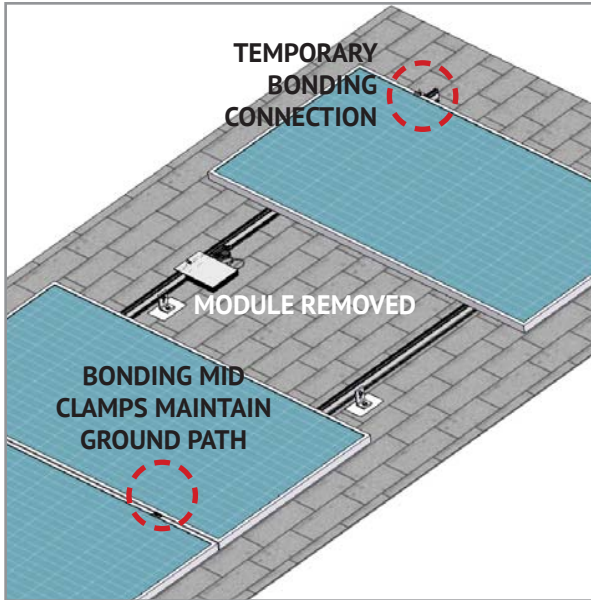 TEMPORARY
BONDING
CONNECTION
MODULE REMOVED
BONDING MID
CLAMPS MAINTAIN
GROUND PATH